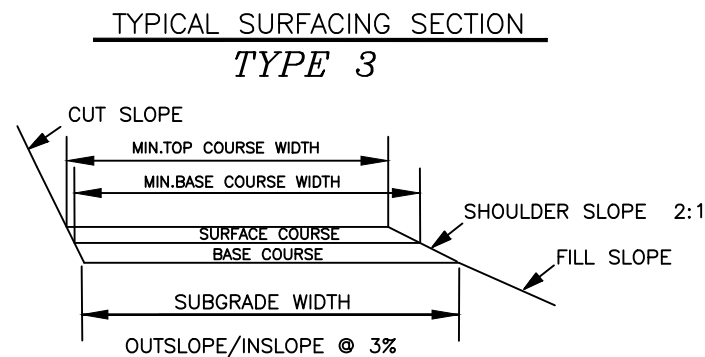 TYPICAL SURFACING SECTION
TYPE 3
CUT SLOPE
MIN.TOP COURSE WIDTH
MIN.BASE COURSE WIDTH
SHOULDER SLOPE 2:1
SURFACE COURSE
BASE COURSE
FILL SLOPE
SUBGRADE WIDTH
OUTSLOPE/INSLOPE @ 3%